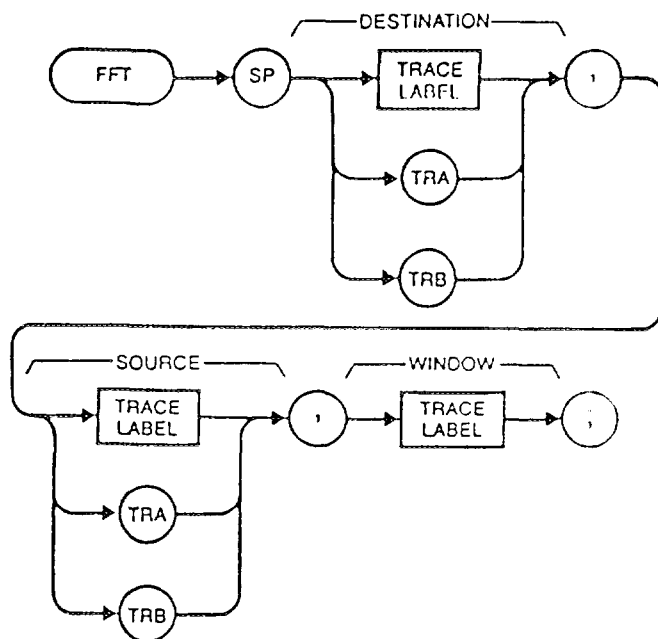 DESTINATION
FFT
SP
TRACE
LABEL
,
TRA
TRB
SOURCE
WINDOW
TRACE
LABEL
,
TRACE
LABEL
;
TRA
TRB